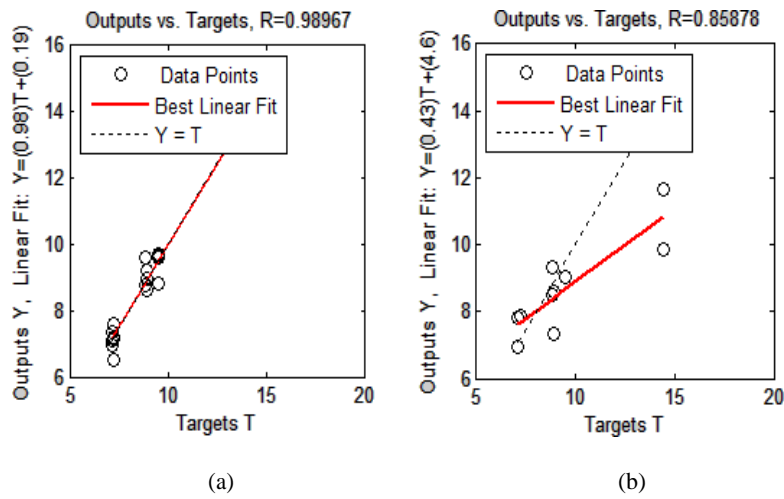 Outputs vs. Targets, R=0.98967
Outputs Y, Linear Fit: Y=(0.98)T+(0.19)
16
14
12
10
8
6
Data Points
Best Linear Fit
Y = T
5
10
15
20
Targets T
(a)
Outputs vs. Targets, R=0.85878
Outputs Y, Linear Fit: Y=(0.43)T+(4.6)
16
14
12
10
8
6
Data Points
Best Linear Fit
Y = T
5
10
15
20
Targets T
(b)